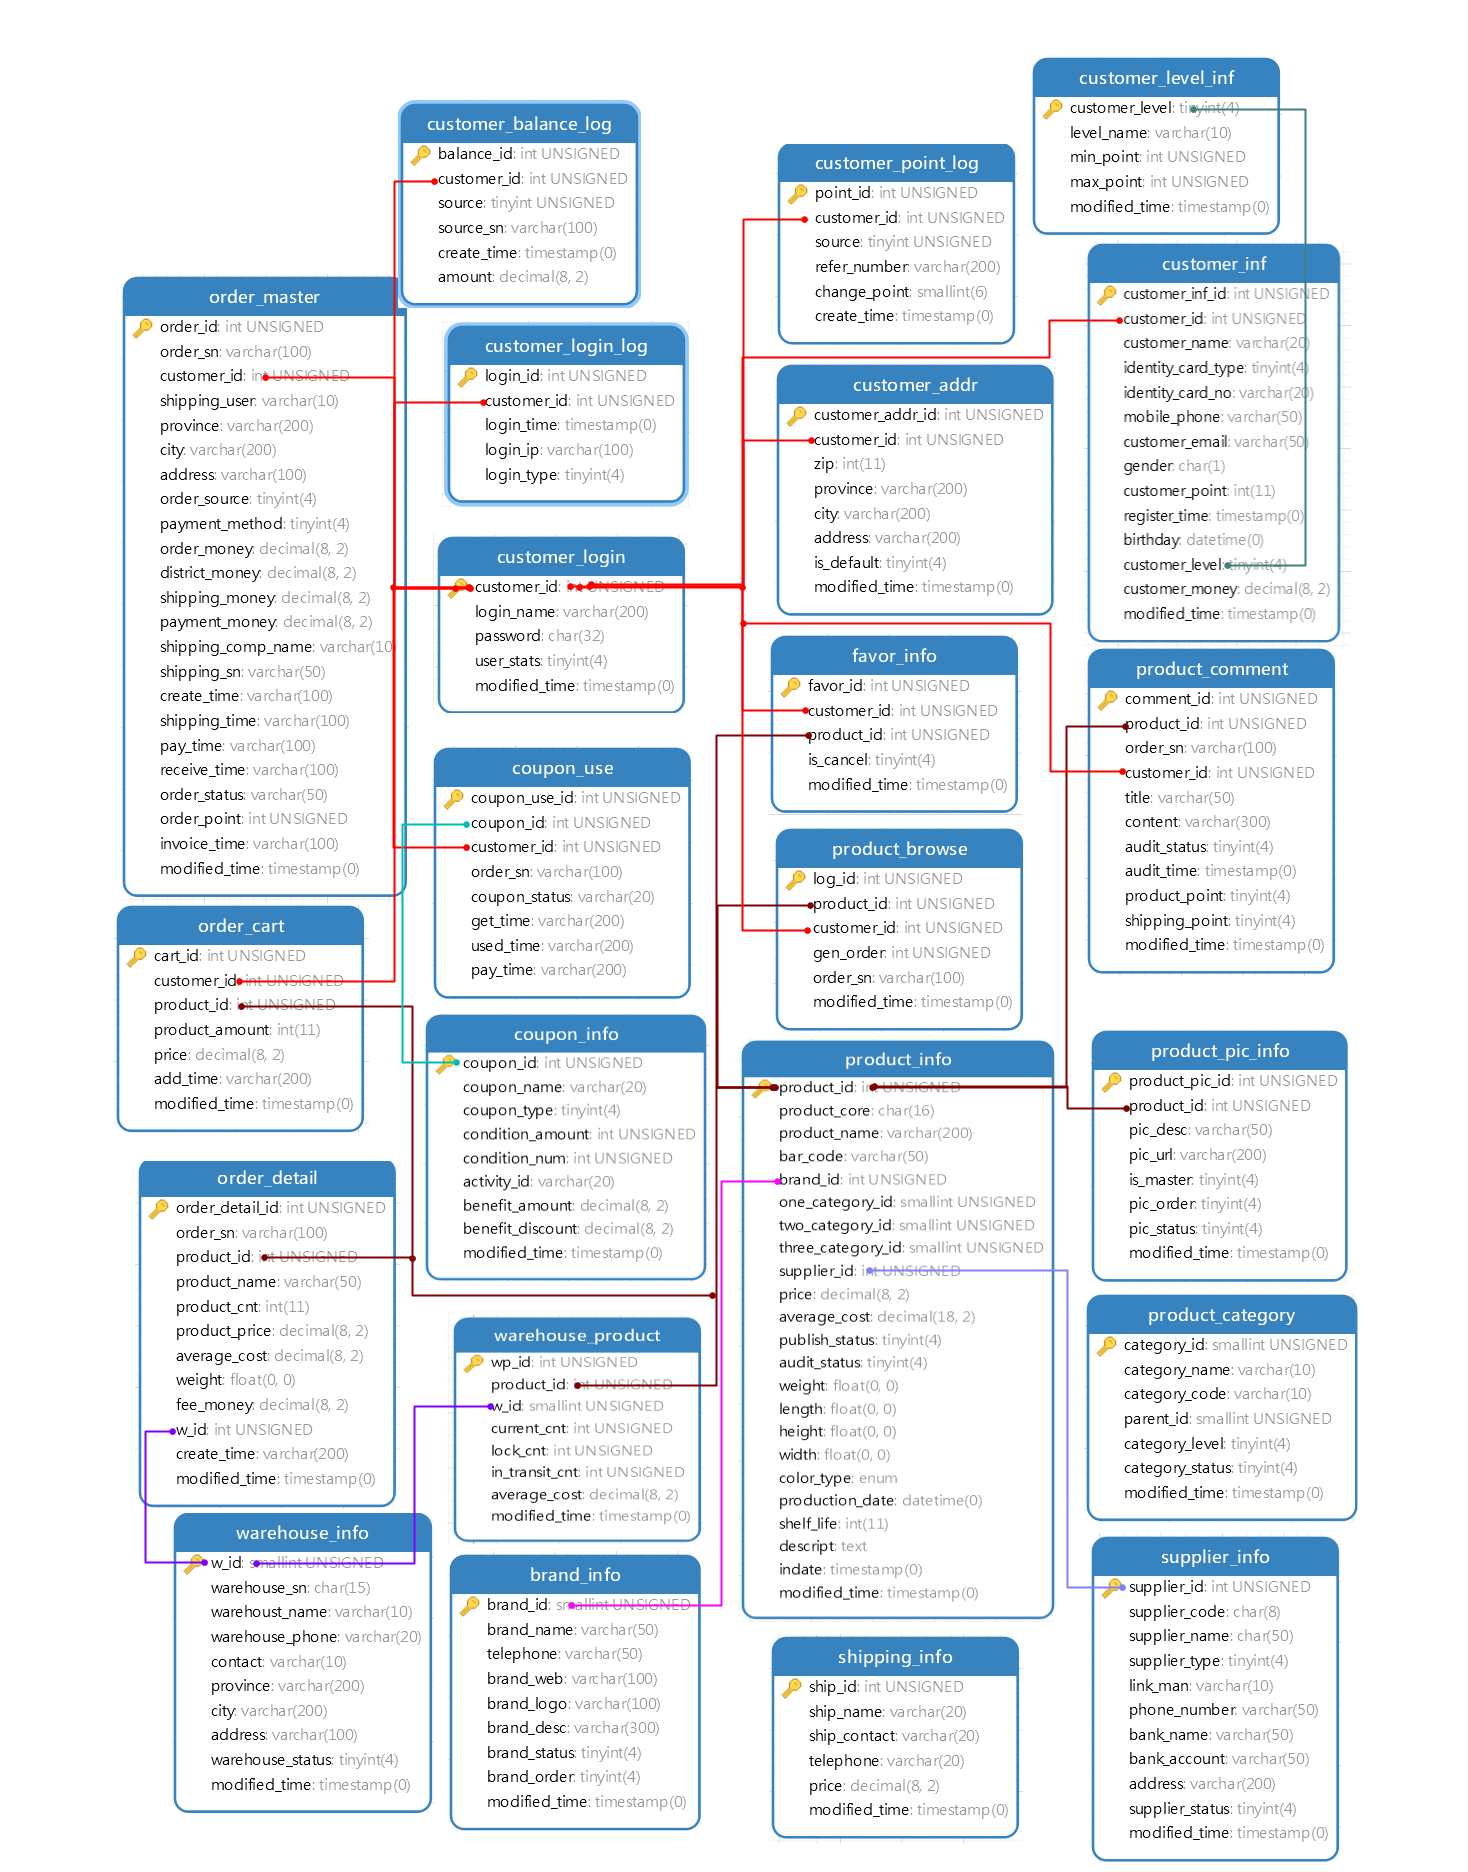 customer_level_inf
customer_level: tinyint(4)
level_name: varchar(10)
min_point: int UNSIGNED
max_point: int UNSIGNED
modified_time: timestamp(0)
customer_balance_log
balance_id: int UNSIGNED
customer_id: int UNSIGNED
source: tinyint UNSIGNED
source_sn: varchar(100)
create_time: timestamp(0)
amount: decimal(8, 2)
customer_point_log
point_id: int UNSIGNED
customer_id: int UNSIGNED
source: tinyint UNSIGNED
refer_number: varchar(200)
change_point: smallint(6)
create_time: timestamp(0)
customer_inf
customer_inf_id: int UNSIGNED
customer_id: int UNSIGNED
customer_name: varchar(20)
identity_card_type: tinyint(4)
identity_card_no: varchar(20)
mobile_phone: varchar(50)
customer_email: varchar(50)
gender: char(1)
customer_point: int(11)
register_time: timestamp(0)
birthday: datetime(0)
customer_level: tinyint(4)
customer_money: decimal(8, 2)
modified_time: timestamp(0)
order_master
order_id: int UNSIGNED
order_sn: varchar(100)
customer_id: int UNSIGNED
shipping_user: varchar(10)
province: varchar(200)
city: varchar(200)
address: varchar(100)
order_source: tinyint(4)
payment_method: tinyint(4)
order_money: decimal(8, 2)
district_money: decimal(8, 2)
shipping_money: decimal(8, 2)
payment_money: decimal(8, 2)
shipping_comp_name: varchar(10
shipping_sn: varchar(50)
create_time: varchar(100)
shipping_time: varchar(100)
pay_time: varchar(100)
receive_time: varchar(100)
order_status: varchar(50)
order_point: int UNSIGNED
invoice_time: varchar(100)
modified_time: timestamp(0)
customer_login_log
login_id: int UNSIGNED
customer_id: int UNSIGNED
login_time: timestamp(0)
login_ip: varchar(100)
login_type: tinyint(4)
customer_addr
customer_addr_id: int UNSIGNED
customer_id: int UNSIGNED
zip: int(11)
province: varchar(200)
city: varchar(200)
address: varchar(200)
is_default: tinyint(4)
modified_time: timestamp(0)
customer_login
customer_id: int UNSIGNED
login_name: varchar(200)
password: char(32)
user_stats: tinyint(4)
modified_time: timestamp(0)
favor_info
favor_id: int UNSIGNED
customer_id: int UNSIGNED
product_id: int UNSIGNED
is_cancel: tinyint(4)
modified_time: timestamp(0)
product_comment
comment_id: int UNSIGNED
product_id: int UNSIGNED
order_sn: varchar(100)
customer_id: int UNSIGNED
title: varchar(50)
content: varchar(300)
audit_status: tinyint(4)
audit_time: timestamp(0)
product_point: tinyint(4)
shipping_point: tinyint(4)
modified_time: timestamp(0)
coupon_use
coupon_use_id: int UNSIGNED
coupon_id: int UNSIGNED
customer_id: int UNSIGNED
order_sn: varchar(100)
coupon_status: varchar(20)
get_time: varchar(200)
used_time: varchar(200)
pay_time: varchar(200)
product_browse
log_id: int UNSIGNED
product_id: int UNSIGNED
customer_id: int UNSIGNED
gen_order: int UNSIGNED
order_sn: varchar(100)
modified_time: timestamp(0)
order_cart
cart_id: int UNSIGNED
customer_id: int UNSIGNED
product_id: int UNSIGNED
product_amount: int(11)
price: decimal(8, 2)
add_time: varchar(200)
modified_time: timestamp(0)
coupon_info
coupon_id: int UNSIGNED
coupon_name: varchar(20)
coupon_type: tinyint(4)
condition_amount: int UNSIGNED
condition_num: int UNSIGNED
activity_id: varchar(20)
benefit_amount: decimal(8, 2)
benefit_discount: decimal(8, 2)
modified_time: timestamp(0)
product_info
product_id: int UNSIGNED
product_core: char(16)
product_name: varchar(200)
bar_code: varchar(50)
brand_id: int UNSIGNED
one_category_id: smallint UNSIGNED
two_category_id: smallint UNSIGNED
three_category_id: smallint UNSIGNED
supplier_id: int UNSIGNED
price: decimal(8, 2)
average_cost: decimal(18, 2)
publish_status: tinyint(4)
audit_status: tinyint(4)
weight: float(0, 0)
length: float(0, 0)
height: float(0, 0)
width: float(0, 0)
color_type: enum
production_date: datetime(0)
shelf_life: int(11)
descript: text
indate: timestamp(0)
modified_time: timestamp(0)
product_pic_info
product_pic_id: int UNSIGNED
product_id: int UNSIGNED
pic_desc: varchar(50)
pic_url: varchar(200)
is_master: tinyint(4)
pic_order: tinyint(4)
pic_status: tinyint(4)
modified_time: timestamp(0)
order_detail
order_detail_id: int UNSIGNED
order_sn: varchar(100)
product_id: int UNSIGNED
product_name: varchar(50)
product_cnt: int(11)
product_price: decimal(8, 2)
average_cost: decimal(8, 2)
weight: float(0, 0)
fee_money: decimal(8, 2)
w_id: int UNSIGNED
create_time: varchar(200)
modified_time: timestamp(0)
warehouse_product
wp_id: int UNSIGNED
product_id: int UNSIGNED
w_id: smallint UNSIGNED
current_cnt: int UNSIGNED
lock_cnt: int UNSIGNED
in_transit_cnt: int UNSIGNED
average_cost: decimal(8, 2)
modified_time: timestamp(0)
product_category
category_id: smallint UNSIGNED
category_name: varchar(10)
category_code: varchar(10)
parent_id: smallint UNSIGNED
category_level: tinyint(4)
category_status: tinyint(4)
modified_time: timestamp(0)
warehouse_info
w_id: smallint UNSIGNED
warehouse_sn: char(15)
warehoust_name: varchar(10)
warehouse_phone: varchar(20)
contact: varchar(10)
province: varchar(200)
city: varchar(200)
address: varchar(100)
warehouse_status: tinyint(4)
modified_time: timestamp(0)
brand_info
brand_id: smallint UNSIGNED
brand_name: varchar(50)
telephone: varchar(50)
brand_web: varchar(100)
brand_logo: varchar(100)
brand_desc: varchar(300)
brand_status: tinyint(4)
brand_order: tinyint(4)
modified_time: timestamp(0)
shipping_info
ship_id: int UNSIGNED
ship_name: varchar(20)
ship_contact: varchar(20)
telephone: varchar(20)
price: decimal(8, 2)
modified_time: timestamp(0)
supplier_info
supplier_id: int UNSIGNED
supplier_code: char(8)
supplier_name: char(50)
supplier_type: tinyint(4)
link_man: varchar(10)
phone_number: varchar(50)
bank_name: varchar(50)
bank_account: varchar(50)
address: varchar(200)
supplier_status: tinyint(4)
modified_time: timestamp(0)